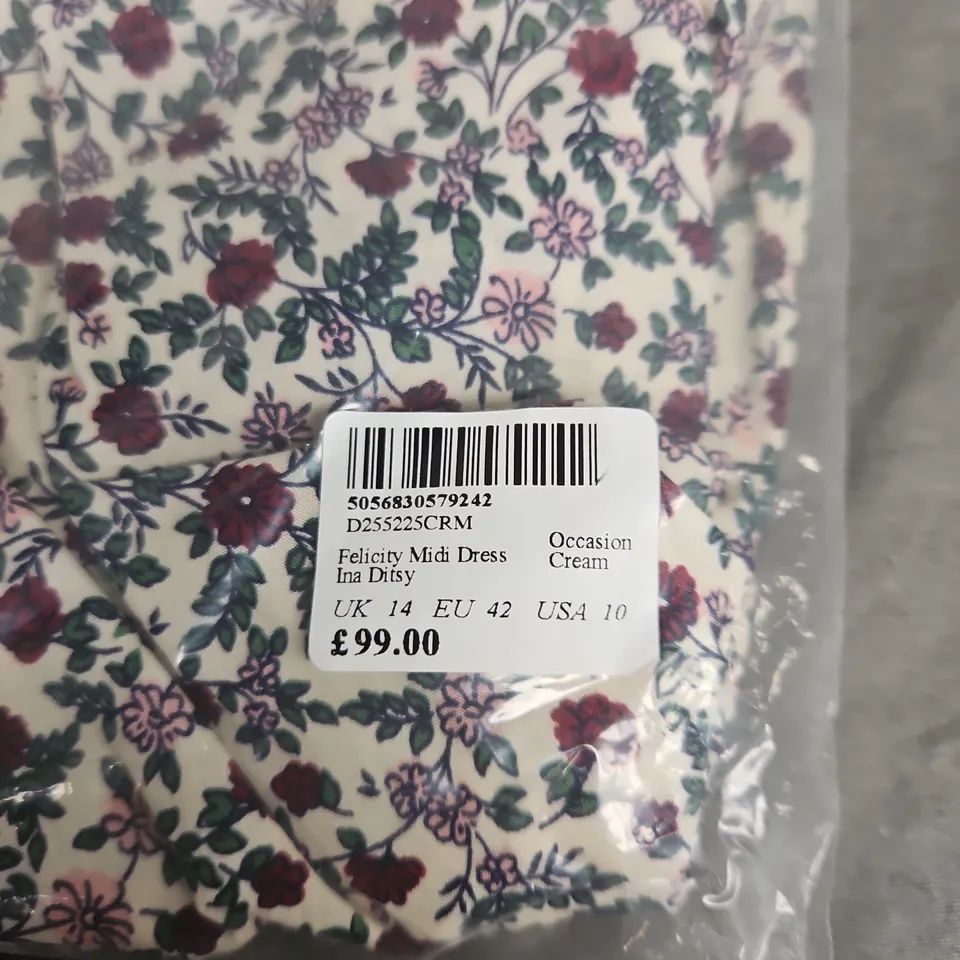 5056830579242
D255225CRM
Felicity Midi Dress
Ina Ditsy
Occasion
Cream
UK 14 EU 42 USA 10
£99.00